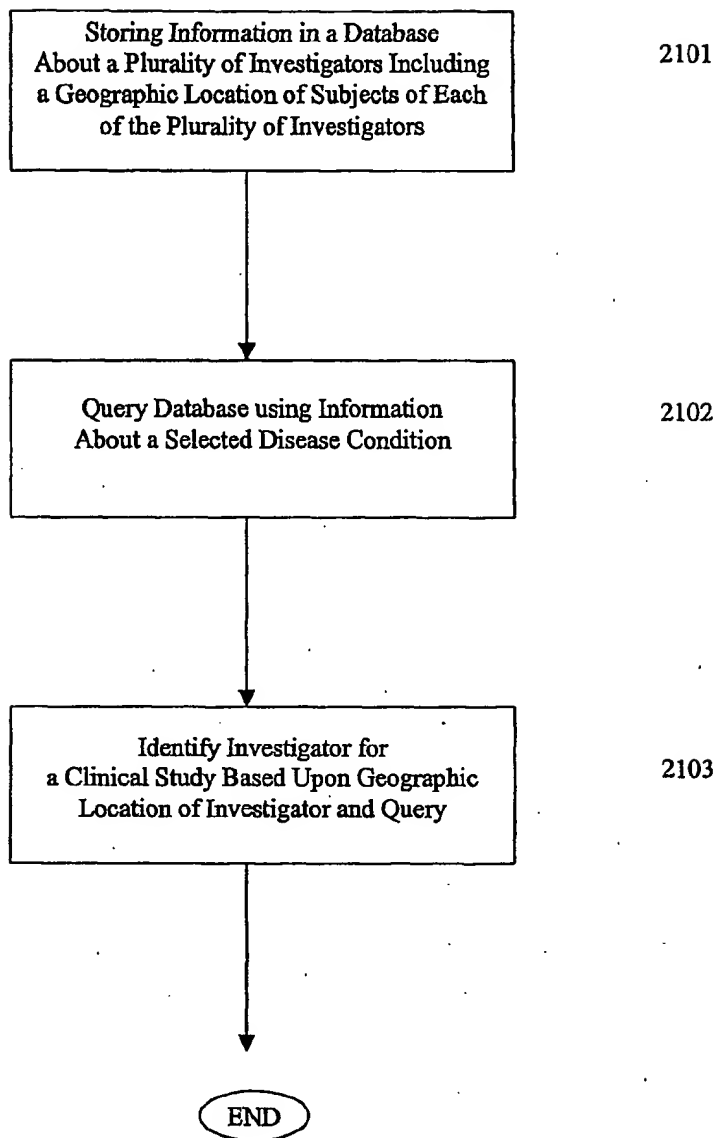 Storing Information in a Database
About a Plurality of Investigators Including
a Geographic Location of Subjects of Each
of the Plurality of Investigators
2101
Query Database using Information
About a Selected Disease Condition
2102
Identify Investigator for
a Clinical Study Based Upon Geographic
Location of Investigator and Query
2103
END